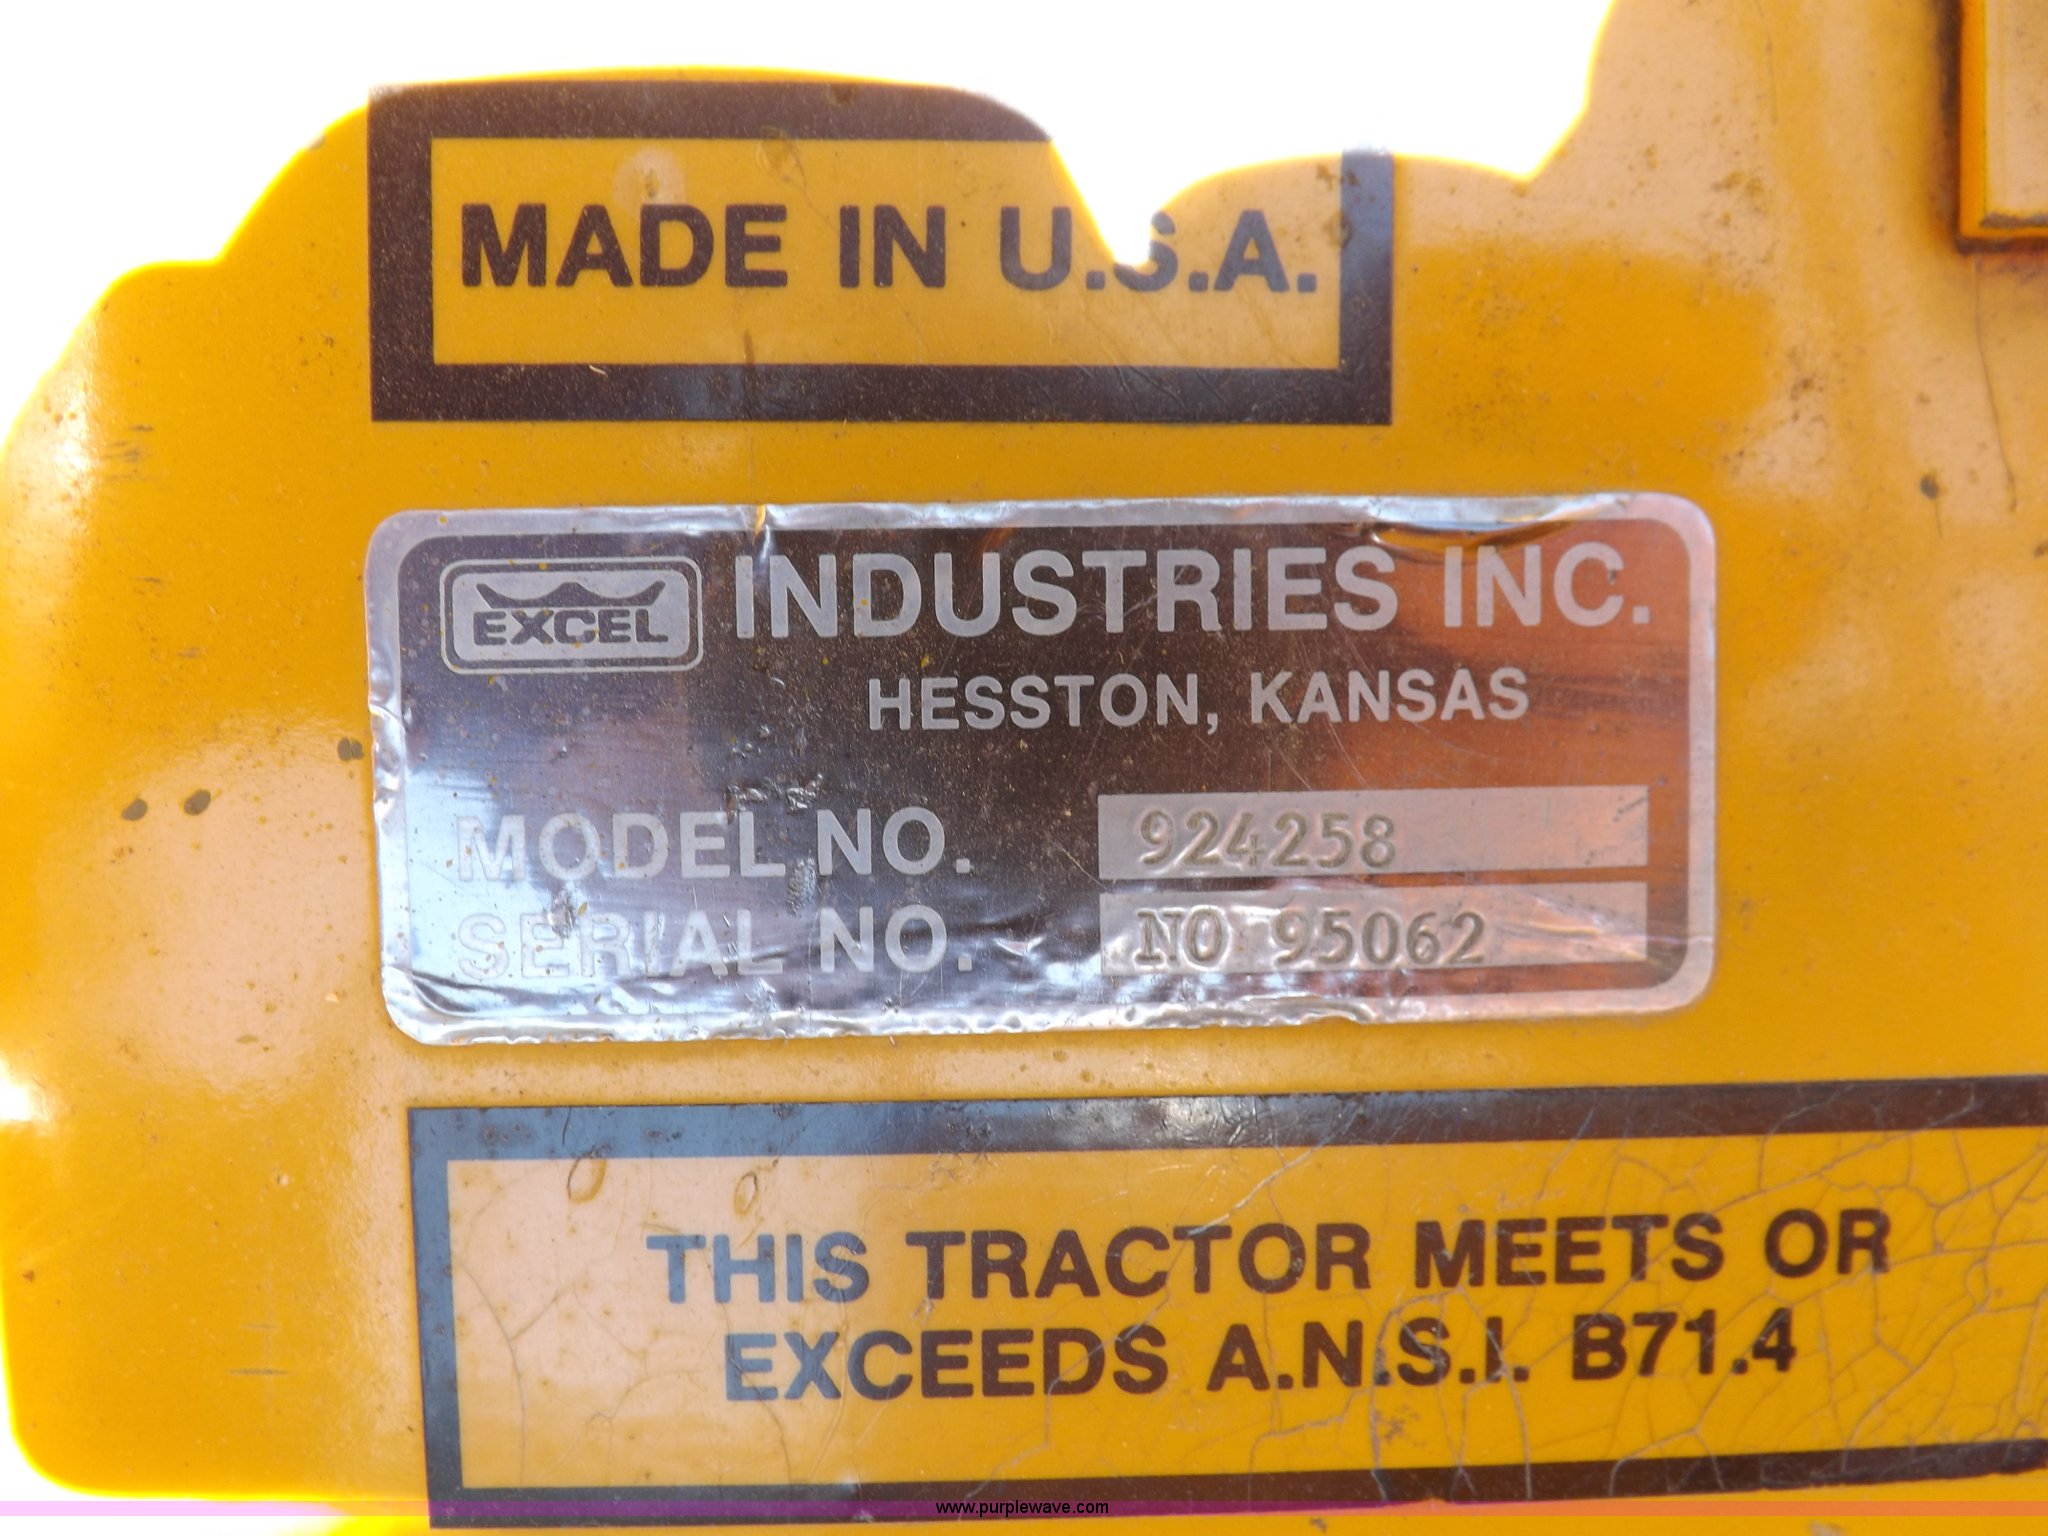 MADE IN U.S.A.
EXCEL INDUSTRIES INC.
HESSTON, KANSAS
MODEL NO. 924258
SERIAL NO. NO 95062
THIS TRACTOR MEETS OR
EXCEEDS A.N.S.I. B71.4
www.purplewave.com